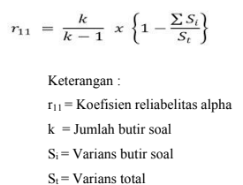 r₁₁ = k / (k − 1) x {1 − Σ Sᵢ / Sₜ}
Keterangan :
r₁₁ = Koefisien reliabelitas alpha
k = Jumlah butir soal
Sᵢ = Varians butir soal
Sₜ = Varians total